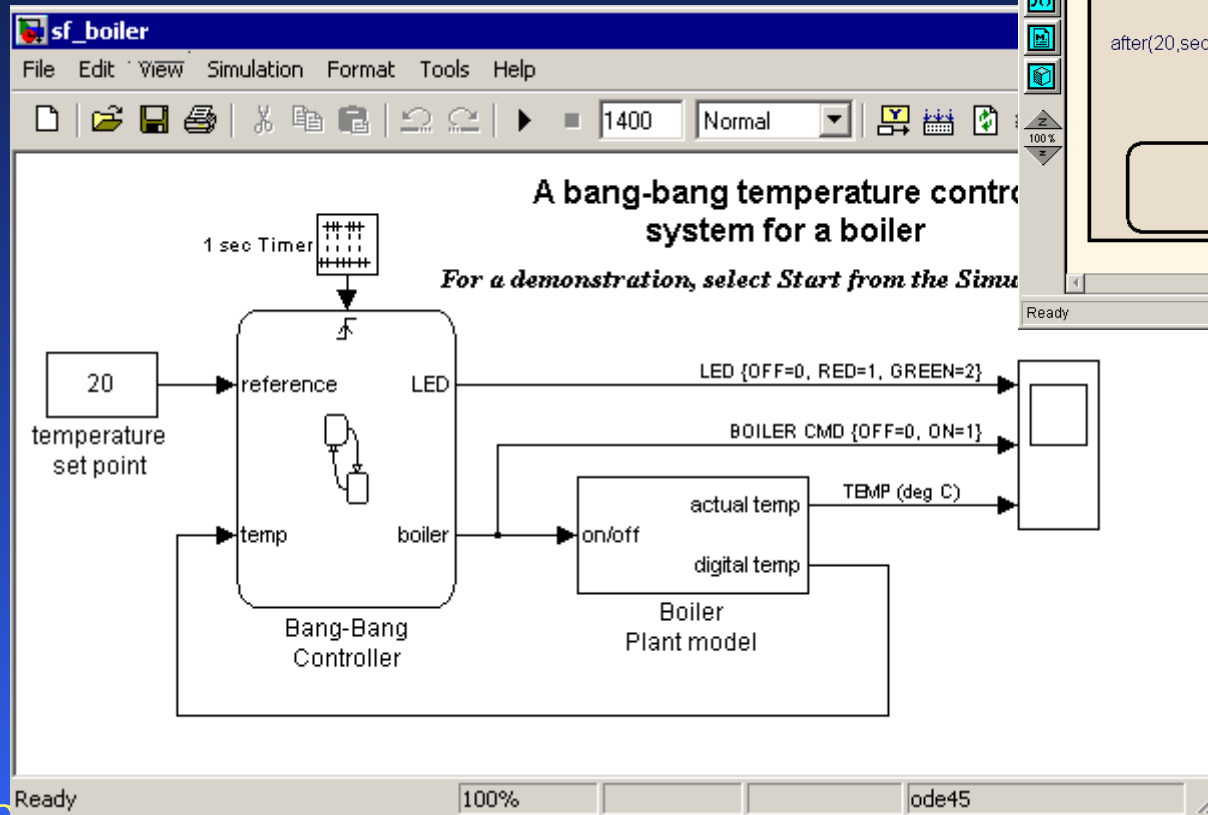 sf_boiler
File Edit View Simulation Format Tools Help
1400 Normal
A bang-bang temperature contro
system for a boiler
For a demonstration, select Start from the Simu
1 sec Timer
20
temperature
set point
reference
LED
temp
boiler
Bang-Bang
Controller
LED {OFF=0, RED=1, GREEN=2}
BOILER CMD {OFF=0, ON=1}
TEMP (deg C)
on/off
actual temp
digital temp
Boiler
Plant model
Ready 100% ode45
after(20,sec
100%
Ready